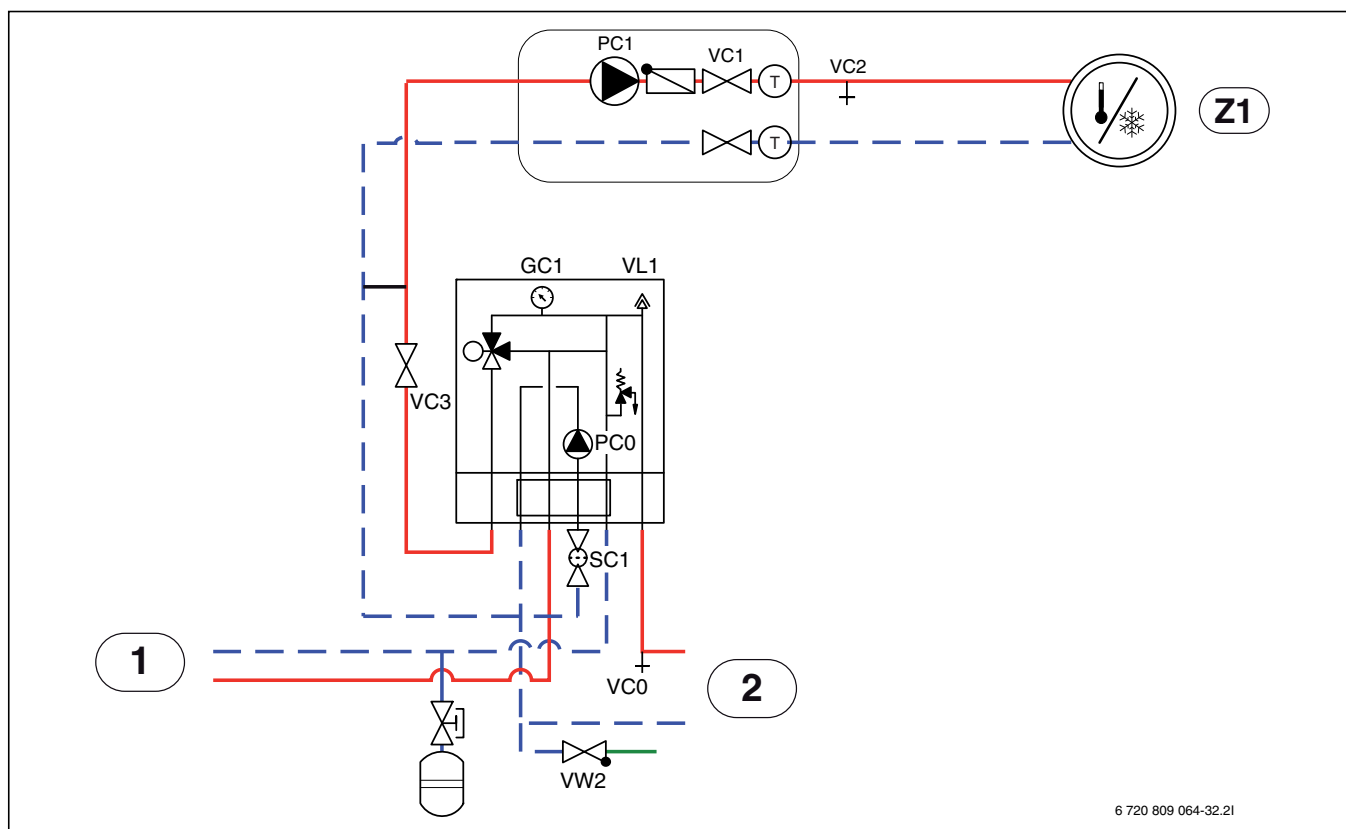 PC1
VC1
T
VC2
Z1
T
GC1
VL1
VC3
PC0
SC1
1
VC0
2
VW2
6 720 809 064-32.2I